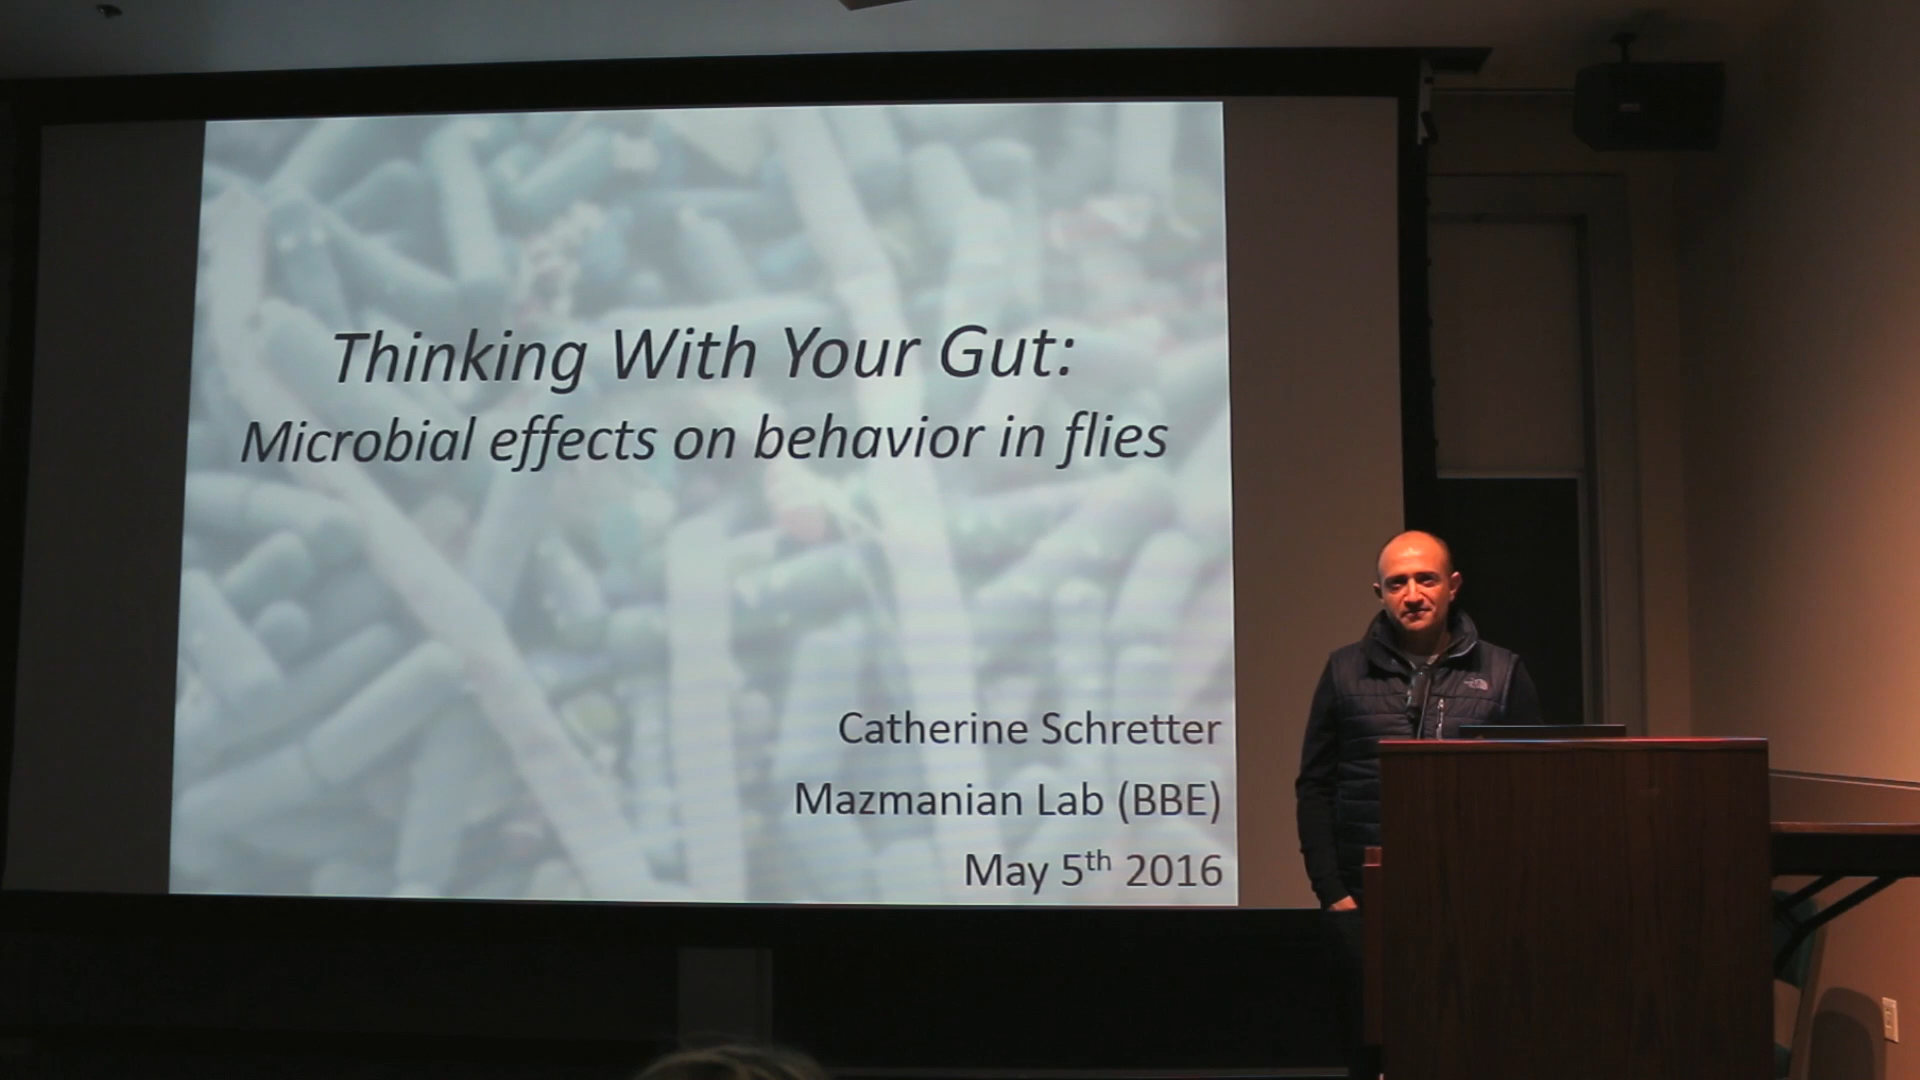 Thinking With Your Gut:
Microbial effects on behavior in flies
Catherine Schretter
Mazmanian Lab (BBE)
May 5th 2016